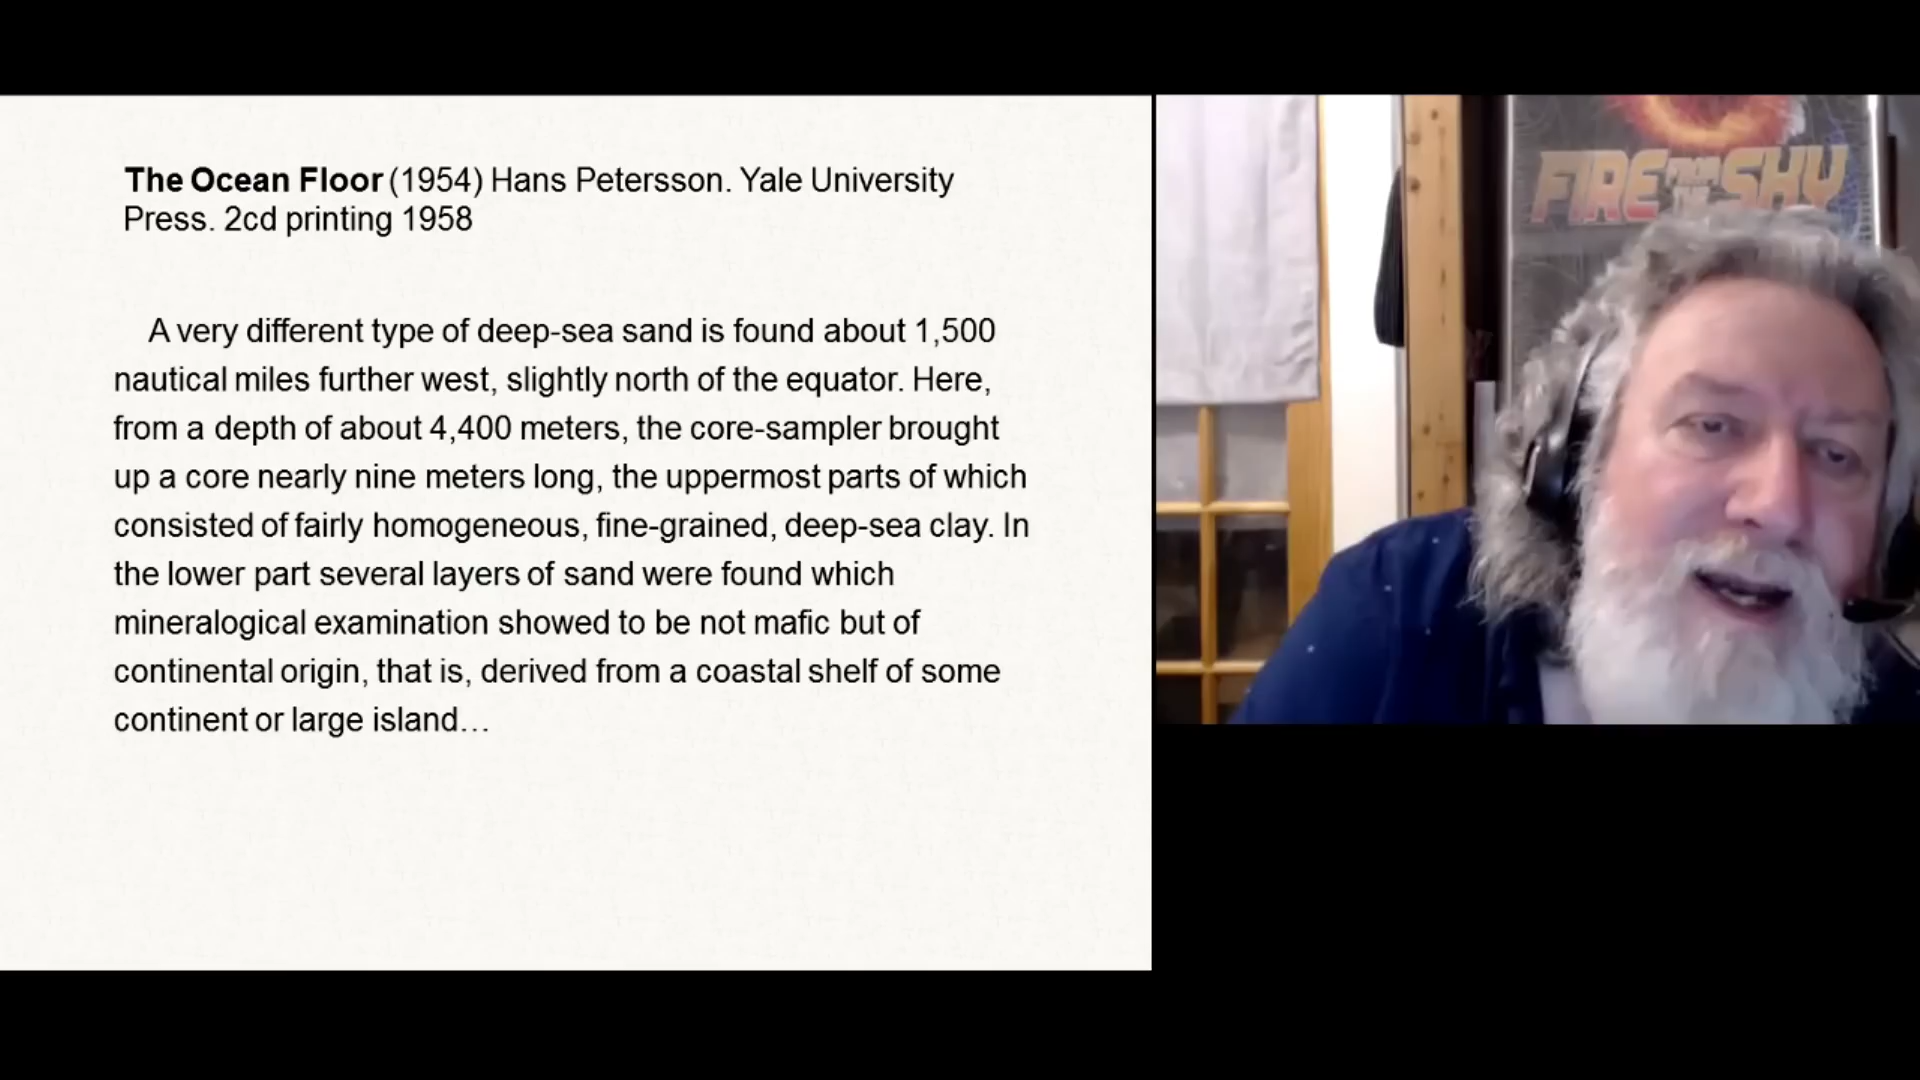 The Ocean Floor (1954) Hans Petersson. Yale University
Press. 2cd printing 1958
A very different type of deep-sea sand is found about 1,500
nautical miles further west, slightly north of the equator. Here,
from a depth of about 4,400 meters, the core-sampler brought
up a core nearly nine meters long, the uppermost parts of which
consisted of fairly homogeneous, fine-grained, deep-sea clay. In
the lower part several layers of sand were found which
mineralogical examination showed to be not mafic but of
continental origin, that is, derived from a coastal shelf of some
continent or large island…
FIRE FROM THE SKY